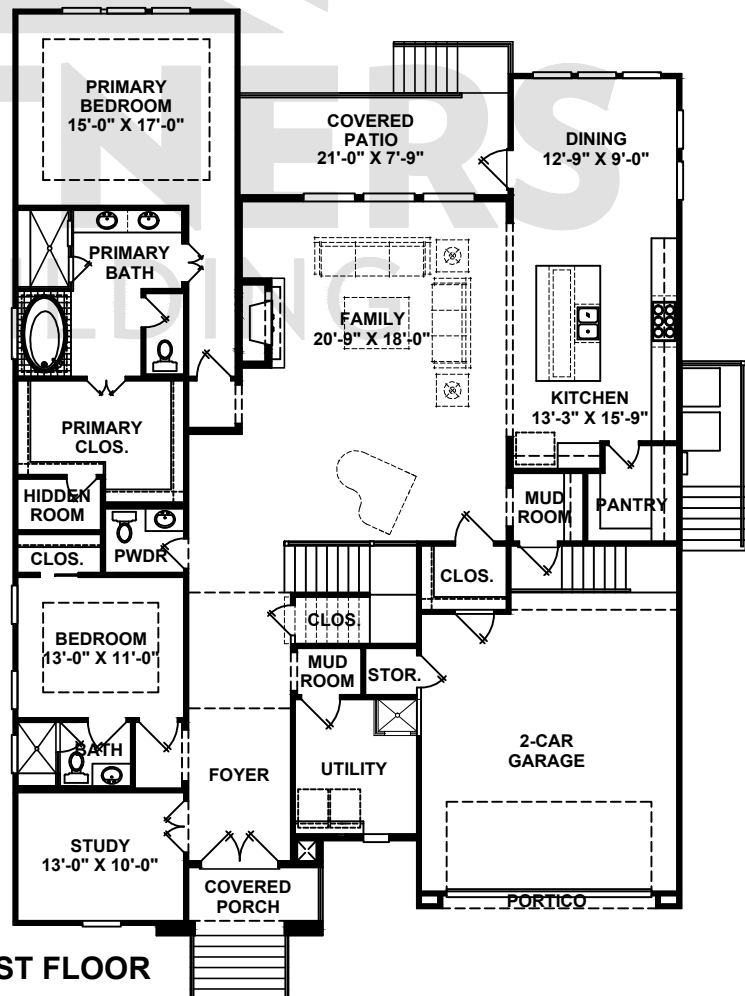 PRIMARY
BEDROOM
15'-0" X 17'-0"
COVERED
PATIO
21'-0" X 7'-9"
DINING
12'-9" X 9'-0"
NERS
PRIMARY
BATH
FAMILY
20'-9" X 18'-0"
KITCHEN
13'-3" X 15'-9"
PRIMARY
CLOS.
HIDDEN
ROOM
MUD
ROOM
PANTRY
PWDR
CLOS.
CLOS.
BEDROOM
13'-0" X 11'-0"
CLOS.
MUD
ROOM
STOR.
BATH
FOYER
UTILITY
2-CAR
GARAGE
STUDY
13'-0" X 10'-0"
COVERED
PORCH
PORTICO
ST FLOOR